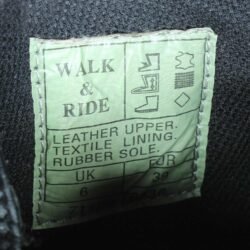 WALK
&
RIDE
LEATHER UPPER.
TEXTILE LINING.
RUBBER SOLE.
UK EUR
6 39